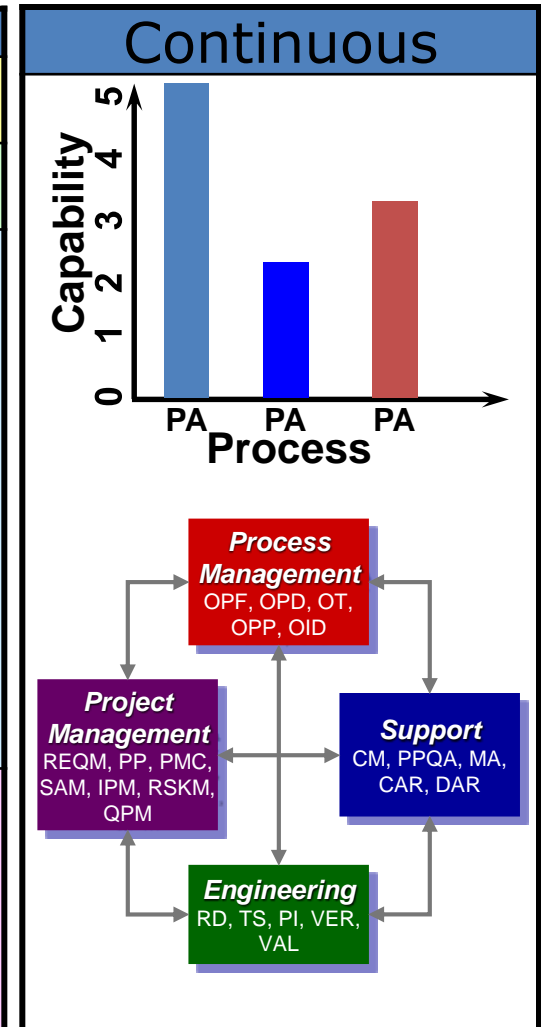 Continuous
Capability
5
4
3
2
1
0
PA PA PA
Process
Process
Management
OPF, OPD, OT,
OPP, OID
Project
Management
REQM, PP, PMC,
SAM, IPM, RSKM,
QPM
Support
CM, PPQA, MA,
CAR, DAR
Engineering
RD, TS, PI, VER,
VAL